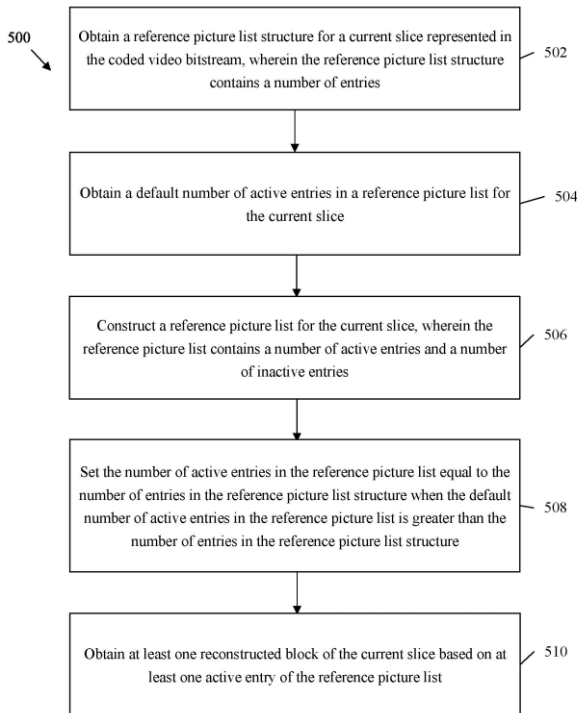 500
Obtain a reference picture list structure for a current slice represented in
the coded video bitstream, wherein the reference picture list structure
contains a number of entries
502
Obtain a default number of active entries in a reference picture list for
the current slice
504
Construct a reference picture list for the current slice, wherein the
reference picture list contains a number of active entries and a number
of inactive entries
506
Set the number of active entries in the reference picture list equal to the
number of entries in the reference picture list structure when the default
number of active entries in the reference picture list is greater than the
number of entries in the reference picture list structure
508
Obtain at least one reconstructed block of the current slice based on at
least one active entry of the reference picture list
510